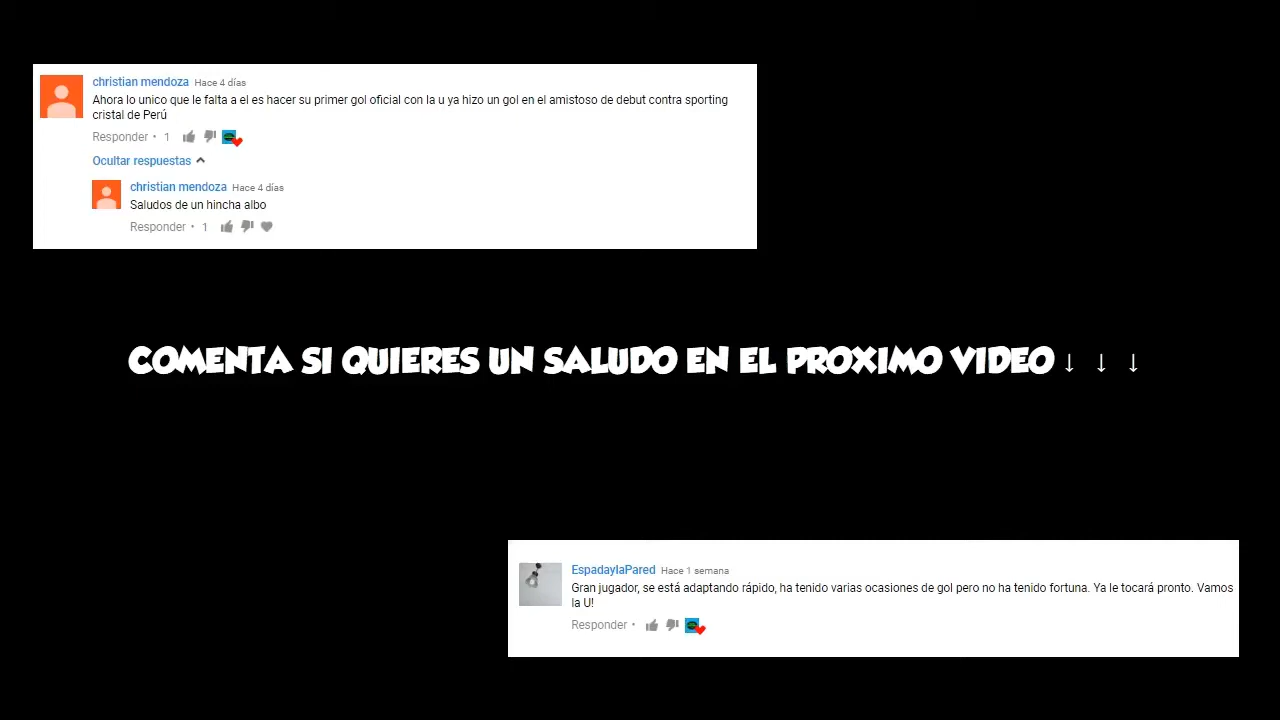 christian mendoza Hace 4 días
Ahora lo unico que le falta a el es hacer su primer gol oficial con la u ya hizo un gol en el amistoso de debut contra sporting
cristal de Perú
Responder • 1
Ocultar respuestas
christian mendoza Hace 4 días
Saludos de un hincha albo
Responder • 1
COMENTA SI QUIERES UN SALUDO EN EL PROXIMO VIDEO ↓ ↓ ↓
EspadaylaPared Hace 1 semana
Gran jugador, se está adaptando rápido, ha tenido varias ocasiones de gol pero no ha tenido fortuna. Ya le tocará pronto. Vamos
la U!
Responder •